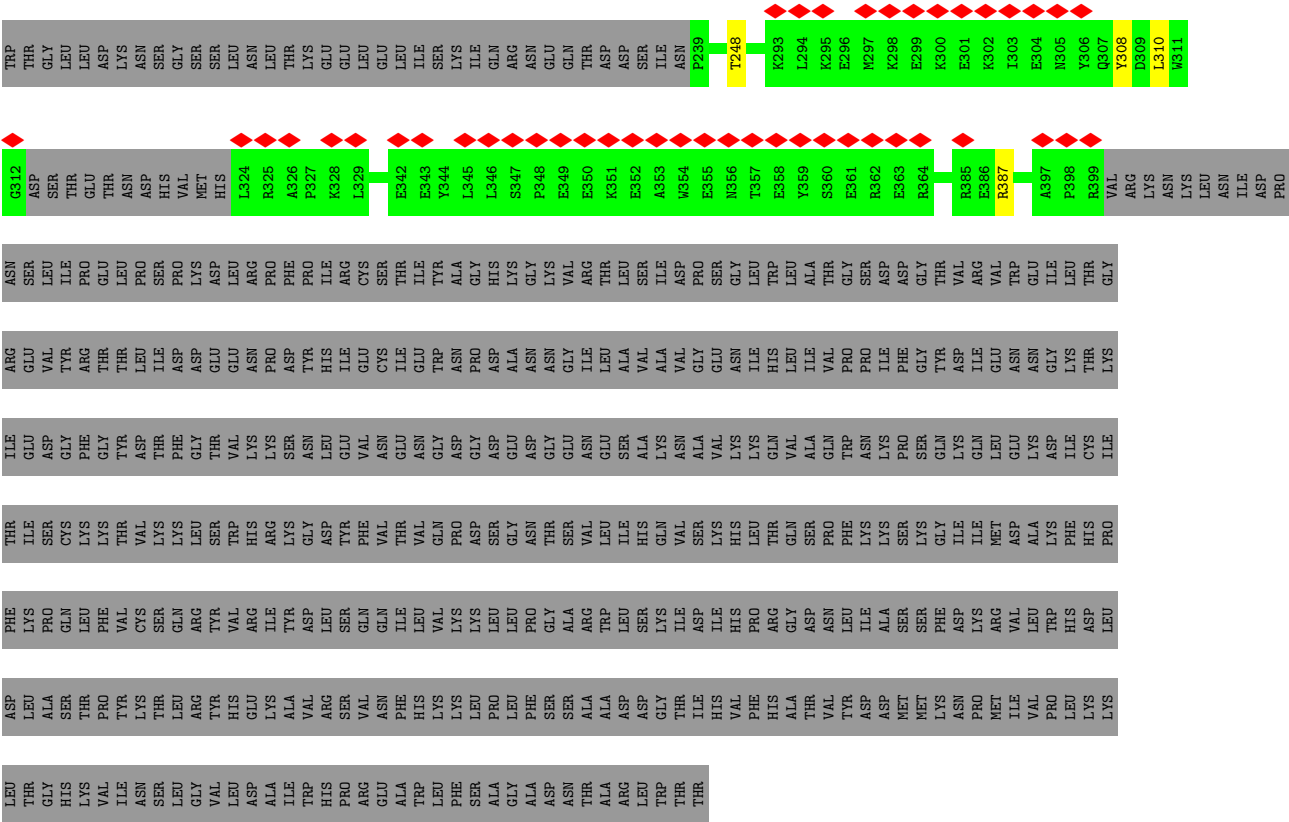 TRP THR GLY LEU LEU ASP LYS ASN SER GLY SER SER LEU ASN LEU THR LYS GLU GLU LEU GLU LEU ILE SER LYS ILE GLN ARG ASN GLU GLN THR ASP ASP SER ILE ASN P239 T248 K293 L294 K295 E296 M297 K298 E299 K300 E301 K302 I303 E304 N305 Y306 Q307 Y308 D309 L310 W311
G312 ASP SER THR GLU THR ASN ASP HIS VAL MET HIS L324 R325 A326 P327 K328 L329 E342 E343 Y344 L345 L346 S347 P348 E349 E350 K351 E352 A353 W354 E355 N356 T357 E358 Y359 S360 E361 R362 E363 R364 R385 E386 R387 A397 P398 R399 VAL ARG LYS ASN LYS LEU ASN ILE ASP PRO
ASN SER LEU ILE PRO GLU LEU PRO SER PRO LYS ASP LEU ARG PRO PHE PRO ILE ARG CYS SER THR ILE TYR ALA GLY HIS LYS GLY LYS VAL ARG THR LEU SER ILE ASP PRO SER GLY LEU TRP LEU ALA THR GLY SER ASP ASP GLY THR VAL ARG VAL TRP GLU ILE LEU THR GLY
ARG GLU VAL TYR ARG THR THR LEU ILE ASP ASP GLU GLU ASN PRO ASP TYR HIS ILE GLU CYS ILE GLU TRP ASN PRO ASP ALA ASN ASN GLY ILE LEU ALA VAL ALA VAL GLY GLU ASN ILE HIS LEU ILE VAL PRO PRO ILE PHE GLY TYR ASP ILE GLU ASN ASN GLY LYS THR LYS
ILE GLU ASP GLY PHE GLY TYR ASP THR PHE GLY THR VAL LYS LYS SER ASN LEU GLU VAL ASN GLU ASN GLY ASP GLY ASP GLU ASP GLY GLU ASN GLU SER ALA LYS ASN ALA VAL LYS LYS GLN VAL ALA GLN TRP ASN LYS PRO SER GLN LYS GLN LEU GLU LYS ASP ILE CYS ILE
THR ILE SER CYS LYS LYS THR VAL LYS LYS LEU SER TRP HIS ARG LYS GLY ASP TYR PHE VAL THR VAL GLN PRO ASP SER GLY ASN THR SER VAL LEU ILE HIS GLN VAL SER LYS HIS LEU THR GLN SER PRO PHE LYS LYS SER LYS GLY ILE ILE MET ASP ALA LYS PHE HIS PRO
PHE LYS PRO GLN LEU PHE VAL CYS SER GLN ARG TYR VAL ARG ILE TYR ASP LEU SER GLN GLN ILE LEU VAL LYS LYS LEU LEU PRO GLY ALA ARG TRP LEU SER LYS ILE ASP ILE HIS PRO ARG GLY ASP ASN LEU ILE ALA SER SER PHE ASP LYS ARG VAL LEU TRP HIS ASP LEU
ASP LEU ALA SER THR PRO TYR LYS THR LEU ARG TYR HIS GLU LYS ALA VAL ARG SER VAL ASN PHE HIS LYS LYS LEU PRO LEU PHE SER SER ALA ALA ASP ASP GLY THR ILE HIS VAL PHE HIS ALA THR VAL TYR ASP ASP MET MET LYS ASN PRO MET ILE VAL PRO LEU LYS LYS
LEU THR GLY HIS LYS VAL ILE ASN SER LEU GLY VAL LEU ASP ALA ILE TRP HIS PRO ARG GLU ALA TRP LEU PHE SER ALA GLY ALA ASP ASN THR ALA ARG LEU TRP THR THR